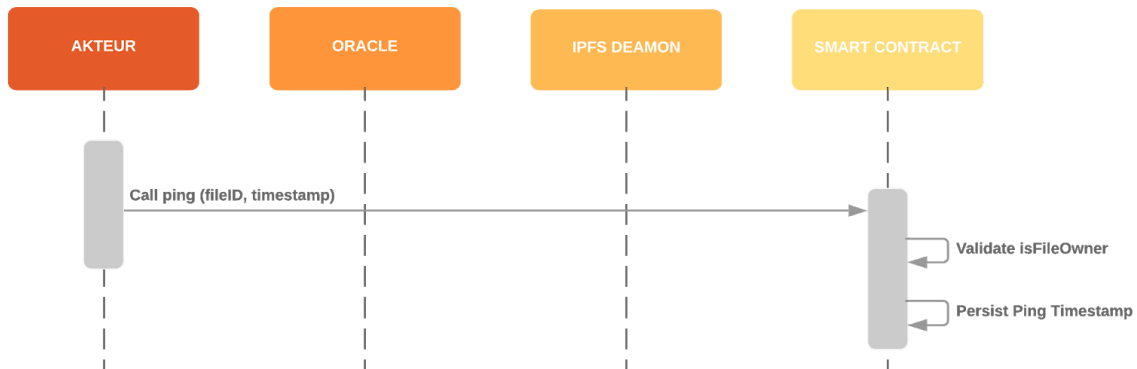 AKTEUR
ORACLE
IPFS DEAMON
SMART CONTRACT
Call ping (fileID, timestamp)
Validate isFileOwner
Persist Ping Timestamp